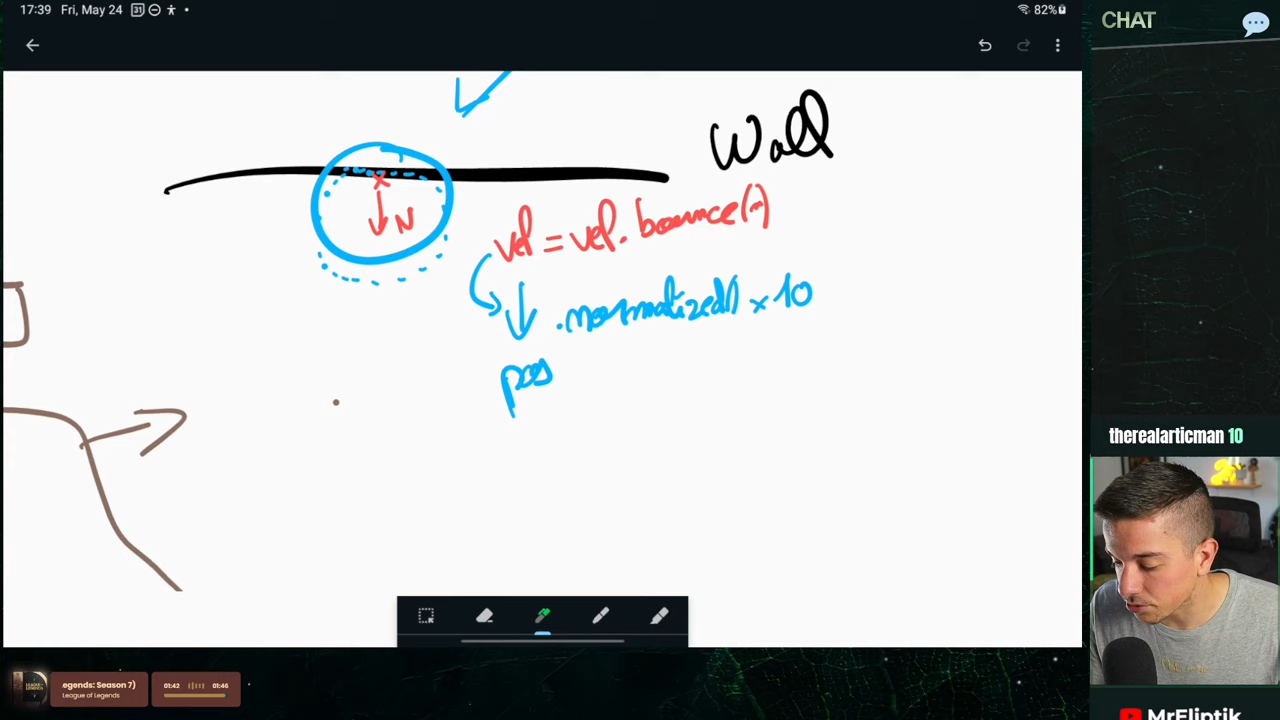 17:39 Fri, May 24 31
82%
CHAT
Wall
N
vel = vel. bounce(n)
.normalized() x 10
pos
therealarticman 10
egends: Season 7)
League of Legends
01:42 01:46
MrEliptik